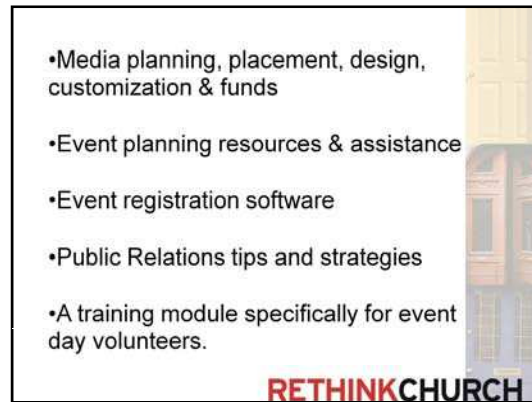 •Media planning, placement, design,
customization & funds
•Event planning resources & assistance
•Event registration software
•Public Relations tips and strategies
•A training module specifically for event
day volunteers.
RETHINKCHURCH